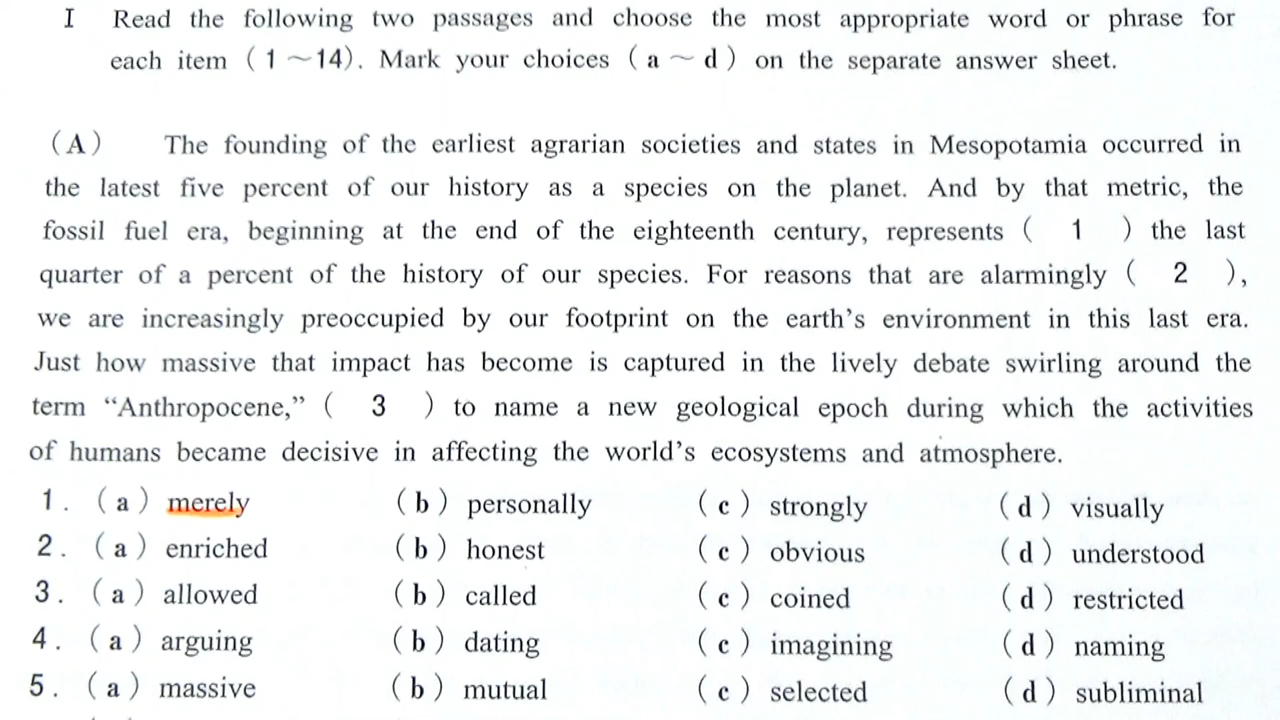 I Read the following two passages and choose the most appropriate word or phrase for
each item (1～14). Mark your choices (a～d) on the separate answer sheet.
(A) The founding of the earliest agrarian societies and states in Mesopotamia occurred in
the latest five percent of our history as a species on the planet. And by that metric, the
fossil fuel era, beginning at the end of the eighteenth century, represents ( 1 ) the last
quarter of a percent of the history of our species. For reasons that are alarmingly ( 2 ),
we are increasingly preoccupied by our footprint on the earth's environment in this last era.
Just how massive that impact has become is captured in the lively debate swirling around the
term “Anthropocene,” ( 3 ) to name a new geological epoch during which the activities
of humans became decisive in affecting the world's ecosystems and atmosphere.
1. (a) merely (b) personally (c) strongly (d) visually
2. (a) enriched (b) honest (c) obvious (d) understood
3. (a) allowed (b) called (c) coined (d) restricted
4. (a) arguing (b) dating (c) imagining (d) naming
5. (a) massive (b) mutual (c) selected (d) subliminal